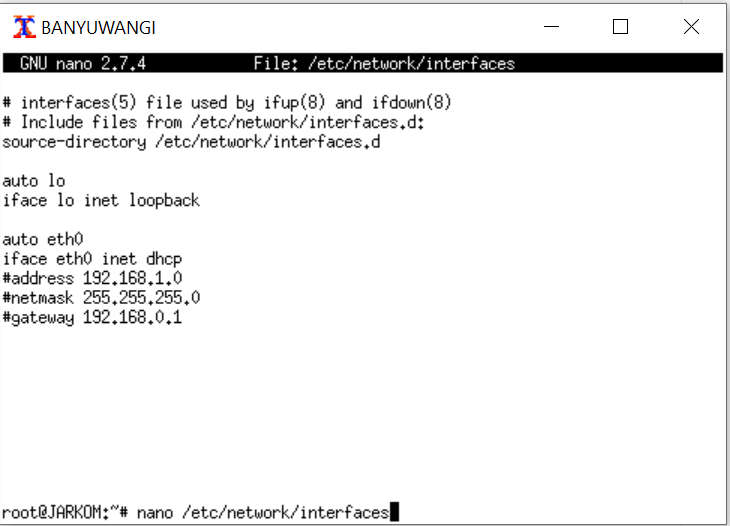 BANYUWANGI
GNU nano 2.7.4 File: /etc/network/interfaces
# interfaces(5) file used by ifup(8) and ifdown(8)
# Include files from /etc/network/interfaces.d:
source-directory /etc/network/interfaces.d
auto lo
iface lo inet loopback
auto eth0
iface eth0 inet dhcp
#address 192.168.1.0
#netmask 255.255.255.0
#gateway 192.168.0.1
root@JARKOM:~# nano /etc/network/interfaces